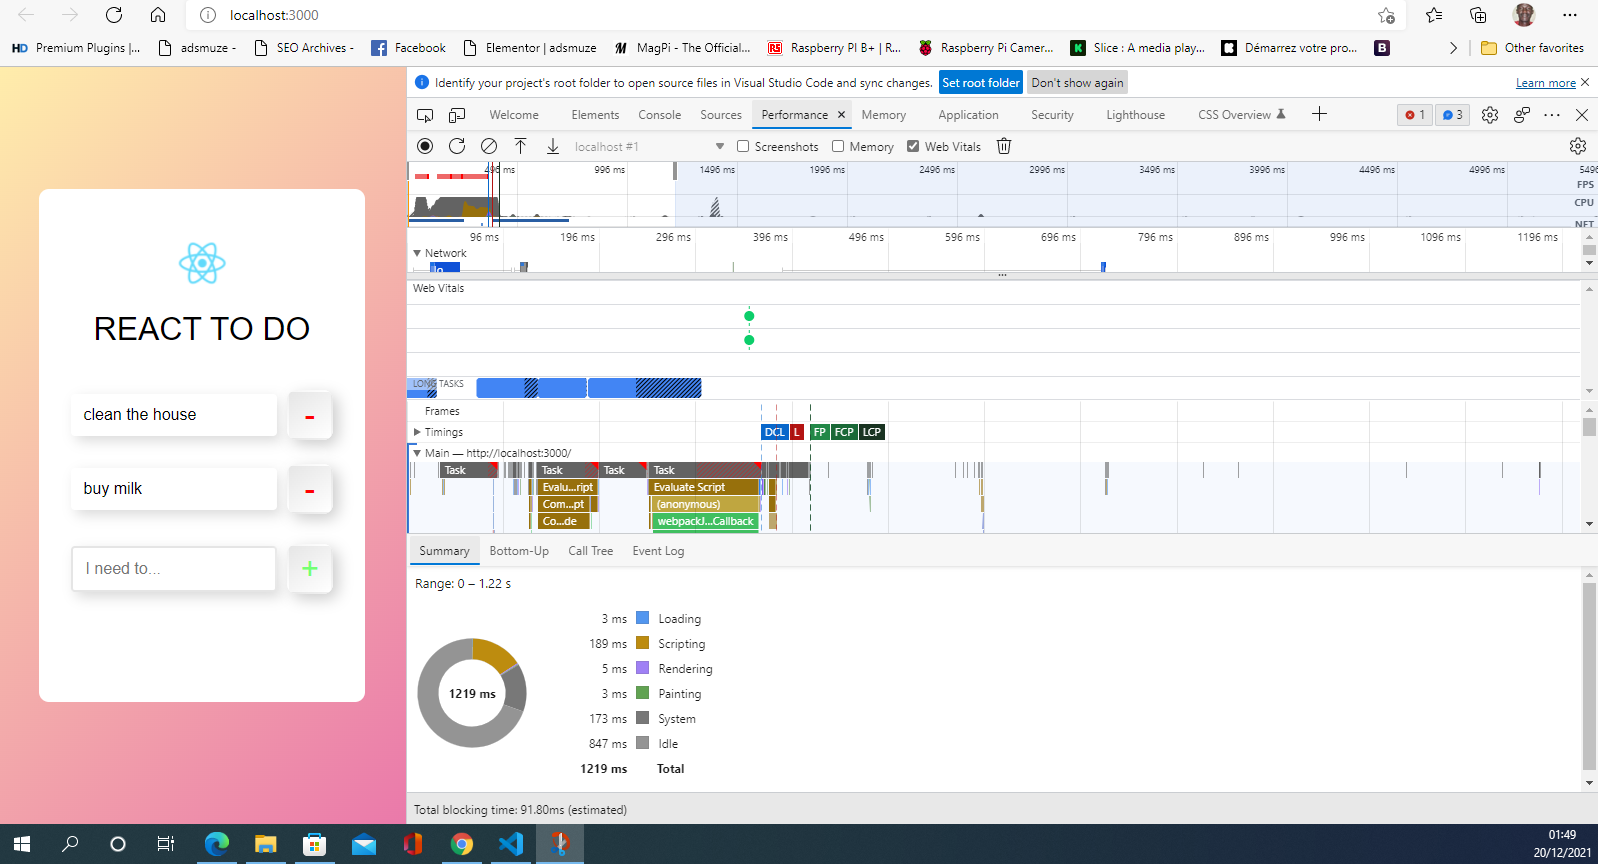 localhost:3000
Premium Plugins |... adsmuze - SEO Archives - Facebook Elementor | adsmuze MagPi - The Official... Raspberry PI B+ | R... Raspberry Pi Camer... Slice : A media play... Démarrez votre pro... Other favorites
Identify your project's root folder to open source files in Visual Studio Code and sync changes. Set root folder Don't show again Learn more
Welcome Elements Console Sources Performance Memory Application Security Lighthouse CSS Overview 1 3
localhost #1 Screenshots Memory Web Vitals
496 ms 996 ms 1496 ms 1996 ms 2496 ms 2996 ms 3496 ms 3996 ms 4496 ms 4996 ms 5496
FPS
CPU
NET
96 ms 196 ms 296 ms 396 ms 496 ms 596 ms 696 ms 796 ms 896 ms 996 ms 1096 ms 1196 ms
Network
lo
Web Vitals
LONG TASKS
Frames
Timings DCL L FP FCP LCP
Main — http://localhost:3000/
Task Task Task Task
Evalu...ript Evaluate Script
Com...pt (anonymous)
Co...de webpackJ...Callback
Summary Bottom-Up Call Tree Event Log
Range: 0 – 1.22 s
3 ms Loading
189 ms Scripting
5 ms Rendering
3 ms Painting
173 ms System
847 ms Idle
1219 ms Total
1219 ms
Total blocking time: 91.80ms (estimated)
REACT TO DO
clean the house -
buy milk -
I need to... +
01:49
20/12/2021